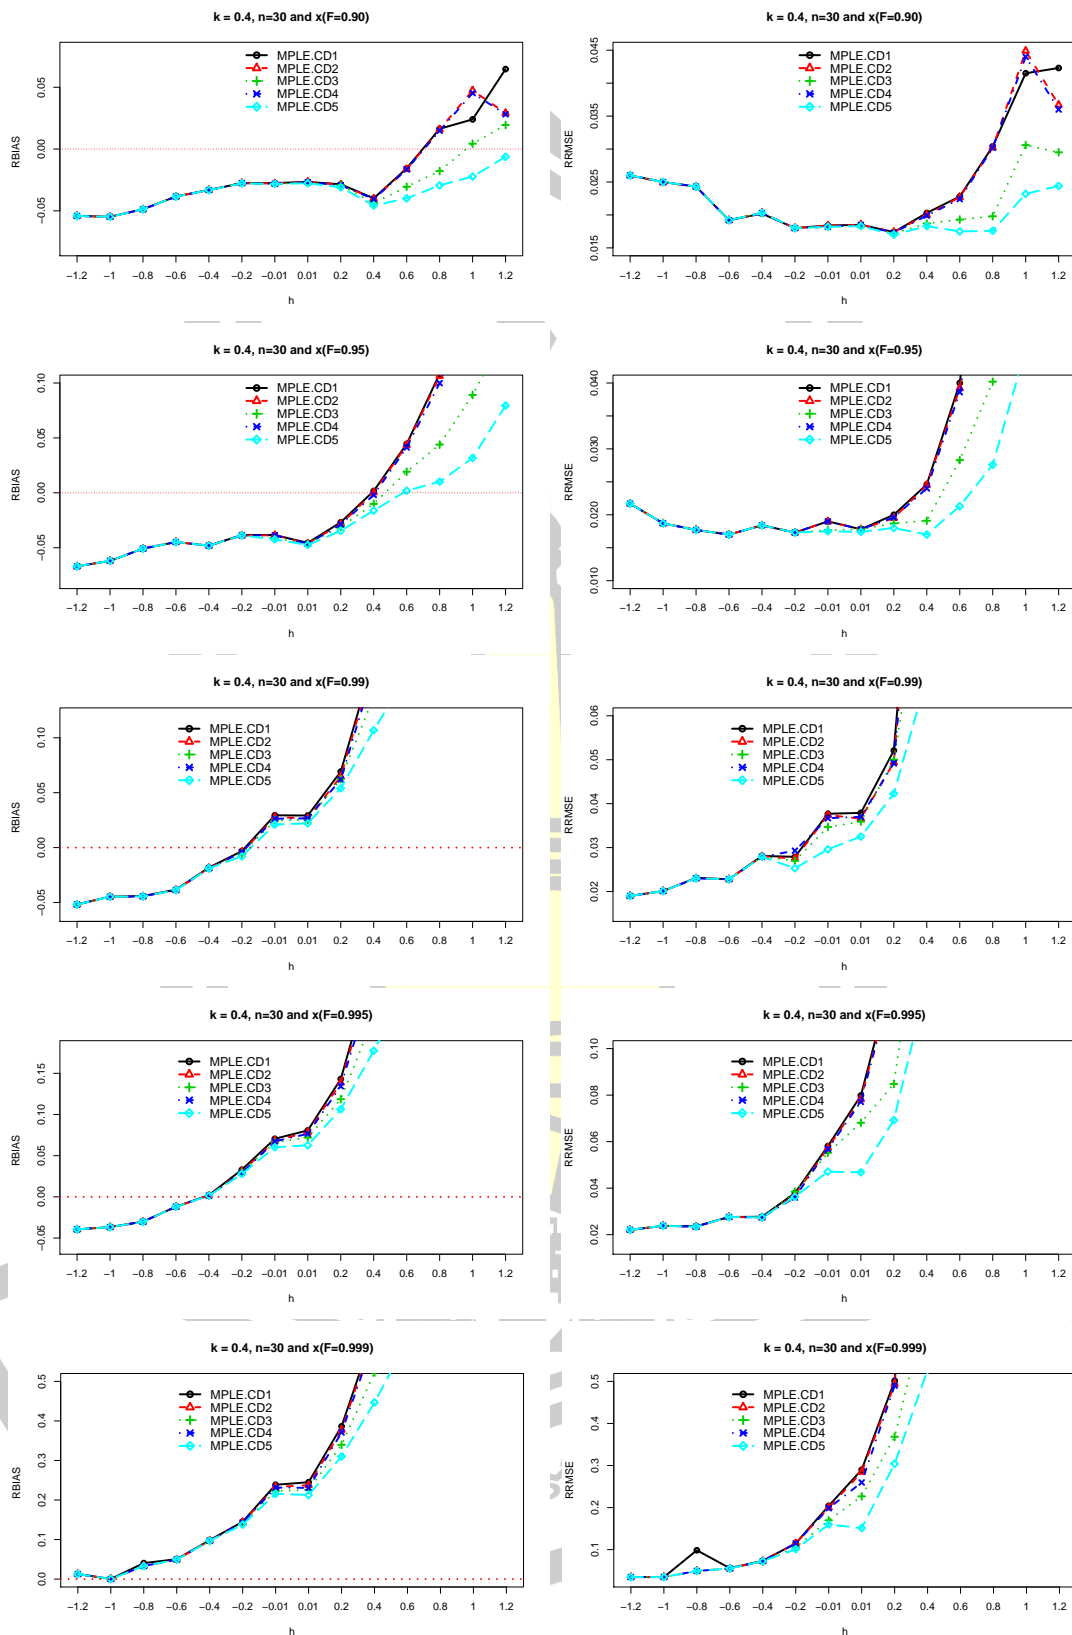 k = 0.4, n=30 and x(F=0.90)
RBIAS
0.05
0.00
−0.05
MPLE.CD1
MPLE.CD2
MPLE.CD3
MPLE.CD4
MPLE.CD5
−1.2 −1 −0.8 −0.6 −0.4 −0.2 −0.01 0.01 0.2 0.4 0.6 0.8 1 1.2
h
k = 0.4, n=30 and x(F=0.90)
RRMSE
0.045
0.035
0.025
0.015
MPLE.CD1
MPLE.CD2
MPLE.CD3
MPLE.CD4
MPLE.CD5
−1.2 −1 −0.8 −0.6 −0.4 −0.2 −0.01 0.01 0.2 0.4 0.6 0.8 1 1.2
h
k = 0.4, n=30 and x(F=0.95)
RBIAS
0.10
0.05
0.00
−0.05
MPLE.CD1
MPLE.CD2
MPLE.CD3
MPLE.CD4
MPLE.CD5
−1.2 −1 −0.8 −0.6 −0.4 −0.2 −0.01 0.01 0.2 0.4 0.6 0.8 1 1.2
h
k = 0.4, n=30 and x(F=0.95)
RRMSE
0.040
0.030
0.020
0.010
MPLE.CD1
MPLE.CD2
MPLE.CD3
MPLE.CD4
MPLE.CD5
−1.2 −1 −0.8 −0.6 −0.4 −0.2 −0.01 0.01 0.2 0.4 0.6 0.8 1 1.2
h
k = 0.4, n=30 and x(F=0.99)
RBIAS
0.10
0.05
0.00
−0.05
MPLE.CD1
MPLE.CD2
MPLE.CD3
MPLE.CD4
MPLE.CD5
−1.2 −1 −0.8 −0.6 −0.4 −0.2 −0.01 0.01 0.2 0.4 0.6 0.8 1 1.2
h
k = 0.4, n=30 and x(F=0.99)
RRMSE
0.06
0.05
0.04
0.03
0.02
MPLE.CD1
MPLE.CD2
MPLE.CD3
MPLE.CD4
MPLE.CD5
−1.2 −1 −0.8 −0.6 −0.4 −0.2 −0.01 0.01 0.2 0.4 0.6 0.8 1 1.2
h
k = 0.4, n=30 and x(F=0.995)
RBIAS
0.15
0.10
0.05
0.00
−0.05
MPLE.CD1
MPLE.CD2
MPLE.CD3
MPLE.CD4
MPLE.CD5
−1.2 −1 −0.8 −0.6 −0.4 −0.2 −0.01 0.01 0.2 0.4 0.6 0.8 1 1.2
h
k = 0.4, n=30 and x(F=0.995)
RRMSE
0.10
0.08
0.06
0.04
0.02
MPLE.CD1
MPLE.CD2
MPLE.CD3
MPLE.CD4
MPLE.CD5
−1.2 −1 −0.8 −0.6 −0.4 −0.2 −0.01 0.01 0.2 0.4 0.6 0.8 1 1.2
h
k = 0.4, n=30 and x(F=0.999)
RBIAS
0.5
0.4
0.3
0.2
0.1
0.0
MPLE.CD1
MPLE.CD2
MPLE.CD3
MPLE.CD4
MPLE.CD5
−1.2 −1 −0.8 −0.6 −0.4 −0.2 −0.01 0.01 0.2 0.4 0.6 0.8 1 1.2
h
k = 0.4, n=30 and x(F=0.999)
RRMSE
0.5
0.4
0.3
0.2
0.1
MPLE.CD1
MPLE.CD2
MPLE.CD3
MPLE.CD4
MPLE.CD5
−1.2 −1 −0.8 −0.6 −0.4 −0.2 −0.01 0.01 0.2 0.4 0.6 0.8 1 1.2
h